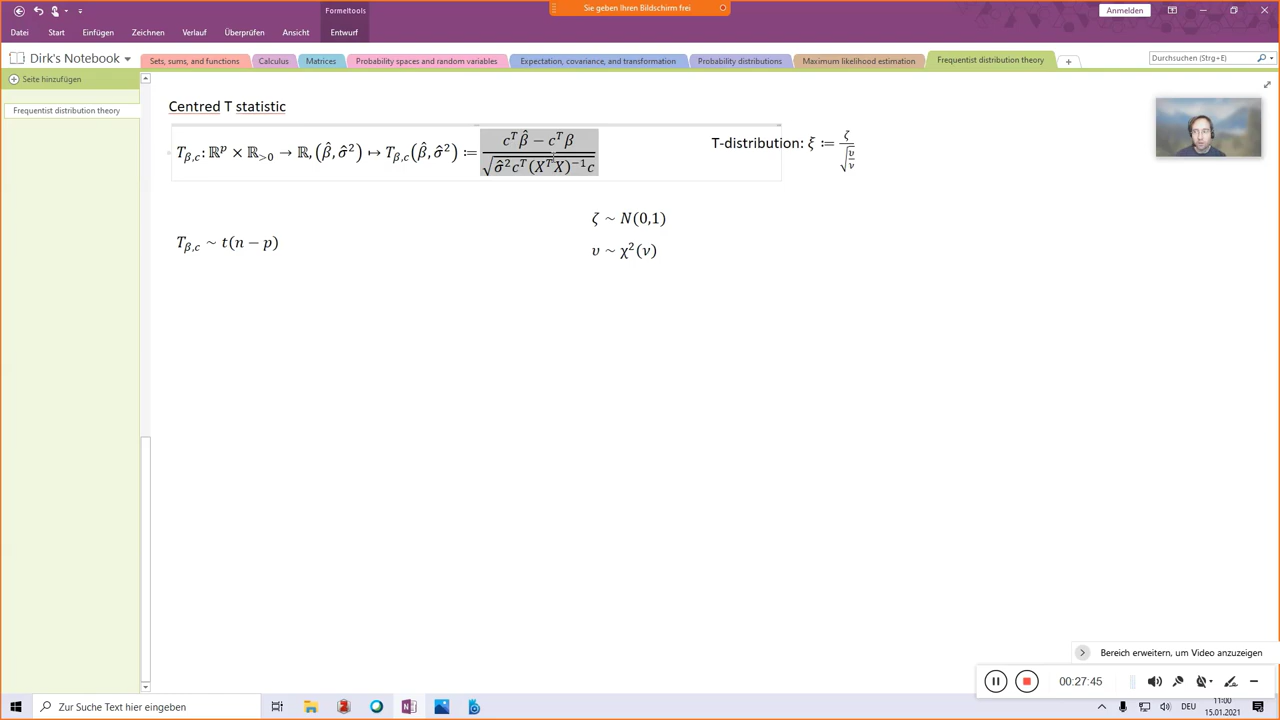 Formeltools
Sie geben Ihren Bildschirm frei
Anmelden
Datei Start Einfügen Zeichnen Verlauf Überprüfen Ansicht Entwurf
Dirk's Notebook
Sets, sums, and functions Calculus Matrices Probability spaces and random variables Expectation, covariance, and transformation Probability distributions Maximum likelihood estimation Frequentist distribution theory +
Durchsuchen (Strg+E)
Seite hinzufügen
Frequentist distribution theory
Centred T statistic
T_{β,c}: ℝ^p × ℝ_{>0} → ℝ, (β̂, σ̂²) ↦ T_{β,c}(β̂, σ̂²) ≔ (c^T β̂ − c^T β) / √(σ̂² c^T (X^T X)^{−1} c)
T-distribution: ξ ≔ ζ / √(υ/ν)
ζ ~ N(0,1)
T_{β,c} ~ t(n − p)
υ ~ χ²(ν)
Bereich erweitern, um Video anzuzeigen
00:27:45
Zur Suche Text hier eingeben
DEU
11:00
15.01.2021